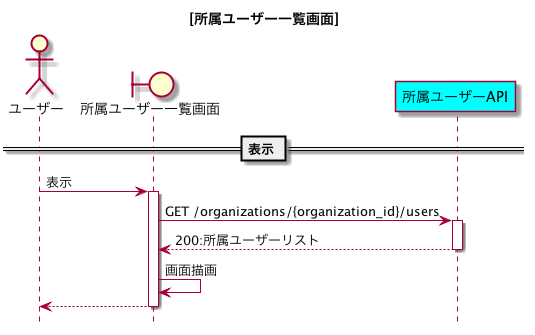 [所属ユーザー一覧画面]
ユーザー
所属ユーザー一覧画面
所属ユーザーAPI
表示
表示
GET /organizations/{organization_id}/users
200:所属ユーザーリスト
画面描画